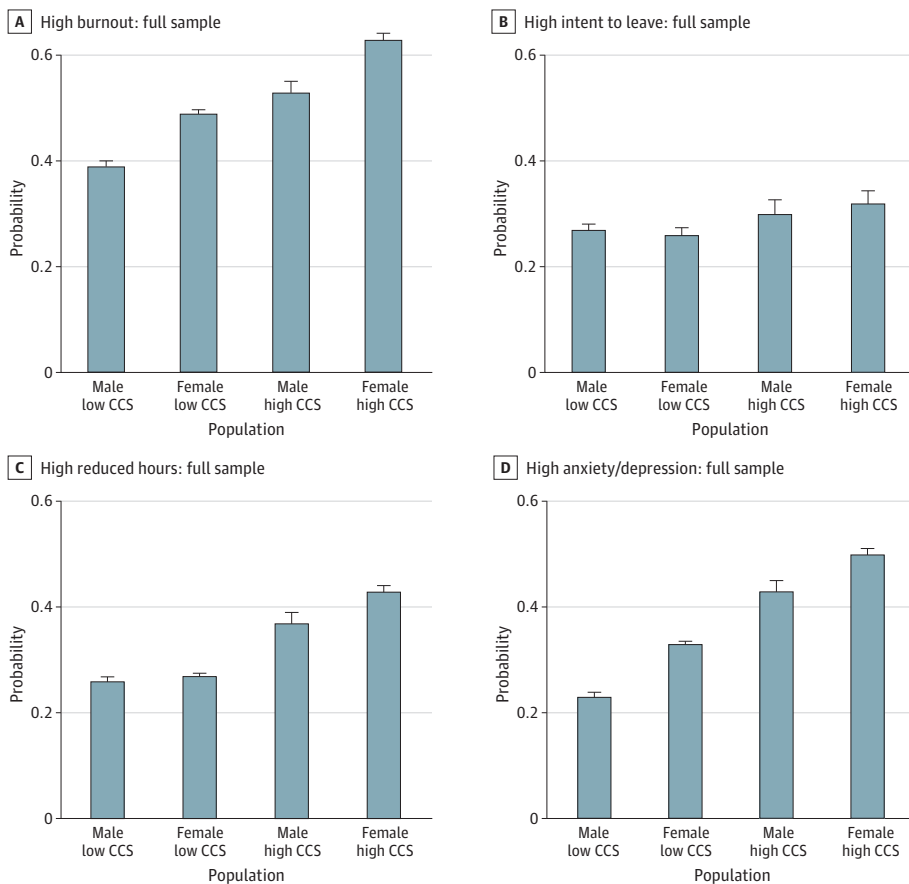 A High burnout: full sample
0.6
0.4
0.2
0
Probability
Male low CCS
Female low CCS
Male high CCS
Female high CCS
Population
B High intent to leave: full sample
0.6
0.4
0.2
0
Probability
Male low CCS
Female low CCS
Male high CCS
Female high CCS
Population
C High reduced hours: full sample
0.6
0.4
0.2
0
Probability
Male low CCS
Female low CCS
Male high CCS
Female high CCS
Population
D High anxiety/depression: full sample
0.6
0.4
0.2
0
Probability
Male low CCS
Female low CCS
Male high CCS
Female high CCS
Population